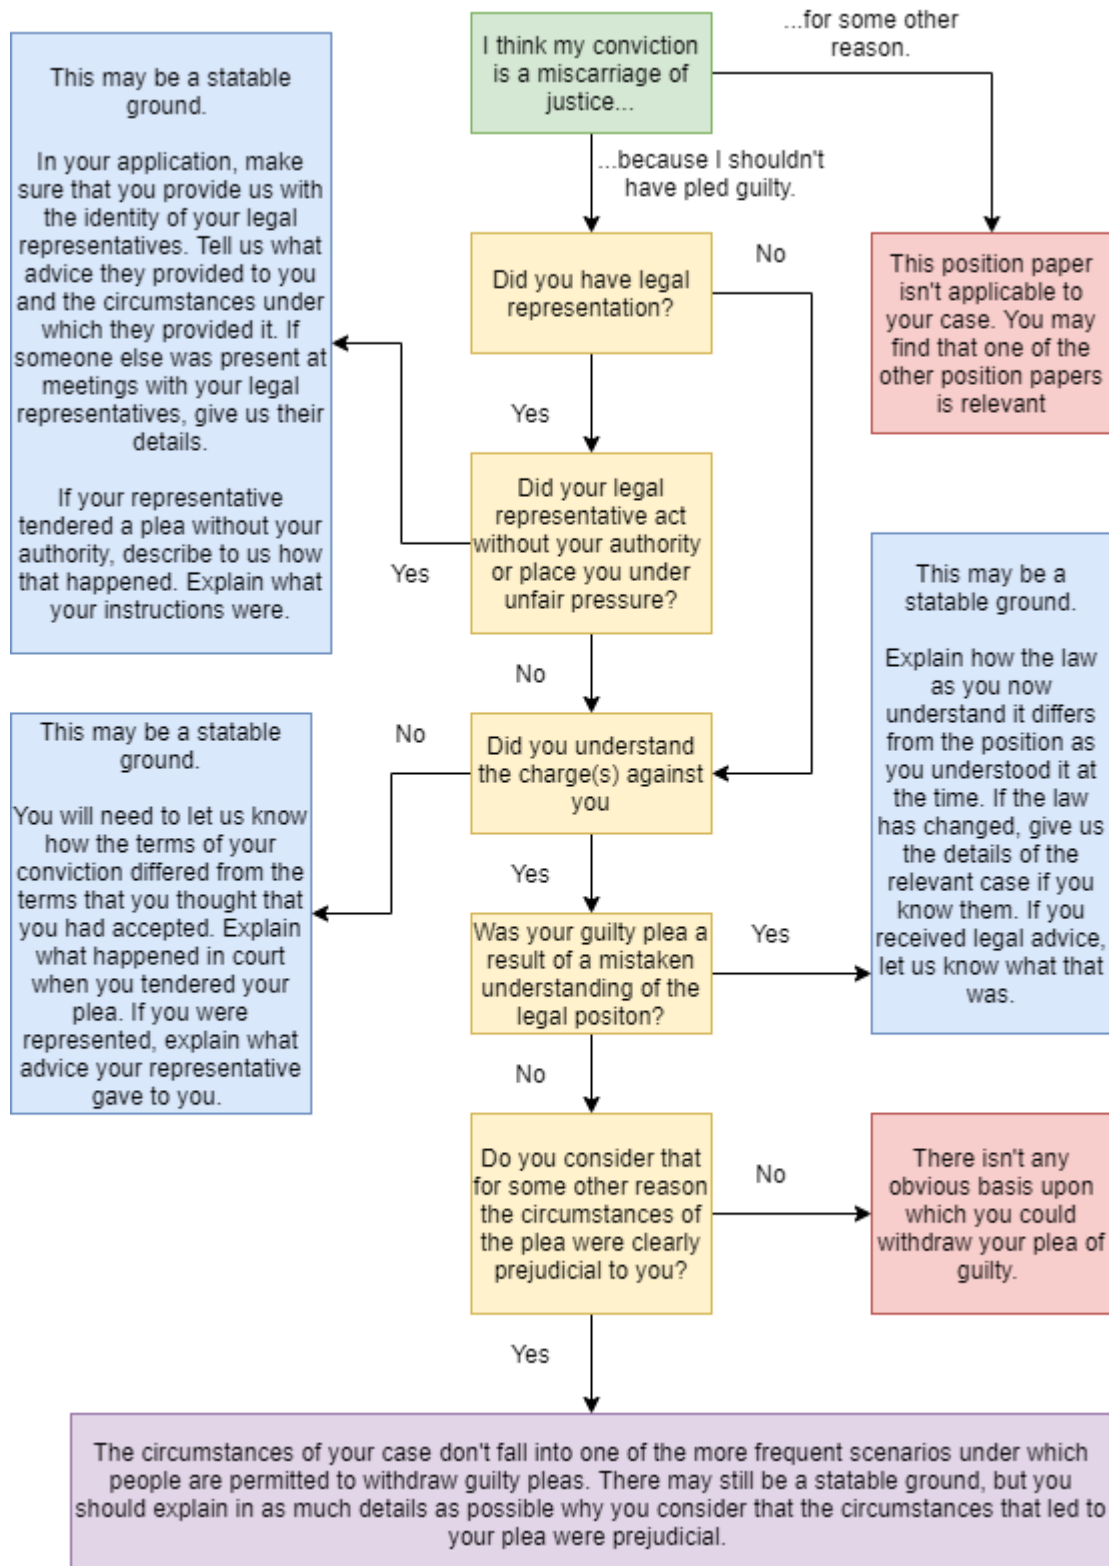 I think my conviction
is a miscarriage of
justice...
...for some other
reason.
...because I shouldn't
have pled guilty.
This may be a statable
ground.
In your application, make
sure that you provide us with
the identity of your legal
representatives. Tell us what
advice they provided to you
and the circumstances under
which they provided it. If
someone else was present at
meetings with your legal
representatives, give us their
details.
If your representative
tendered a plea without your
authority, describe to us how
that happened. Explain what
your instructions were.
Did you have legal
representation?
No
This position paper
isn't applicable to
your case. You may
find that one of the
other position papers
is relevant
Yes
Did your legal
representative act
without your authority
or place you under
unfair pressure?
Yes
No
This may be a
statable ground.
Explain how the law
as you now
understand it differs
from the position as
you understood it at
the time. If the law
has changed, give us
the details of the
relevant case if you
know them. If you
received legal advice,
let us know what that
was.
Did you understand
the charge(s) against
you
No
This may be a statable
ground.
You will need to let us know
how the terms of your
conviction differed from the
terms that you thought that
you had accepted. Explain
what happened in court
when you tendered your
plea. If you were
represented, explain what
advice your representative
gave to you.
Yes
Was your guilty plea a
result of a mistaken
understanding of the
legal positon?
Yes
No
Do you consider that
for some other reason
the circumstances of
the plea were clearly
prejudicial to you?
No
There isn't any
obvious basis upon
which you could
withdraw your plea of
guilty.
Yes
The circumstances of your case don't fall into one of the more frequent scenarios under which
people are permitted to withdraw guilty pleas. There may still be a statable ground, but you
should explain in as much details as possible why you consider that the circumstances that led to
your plea were prejudicial.